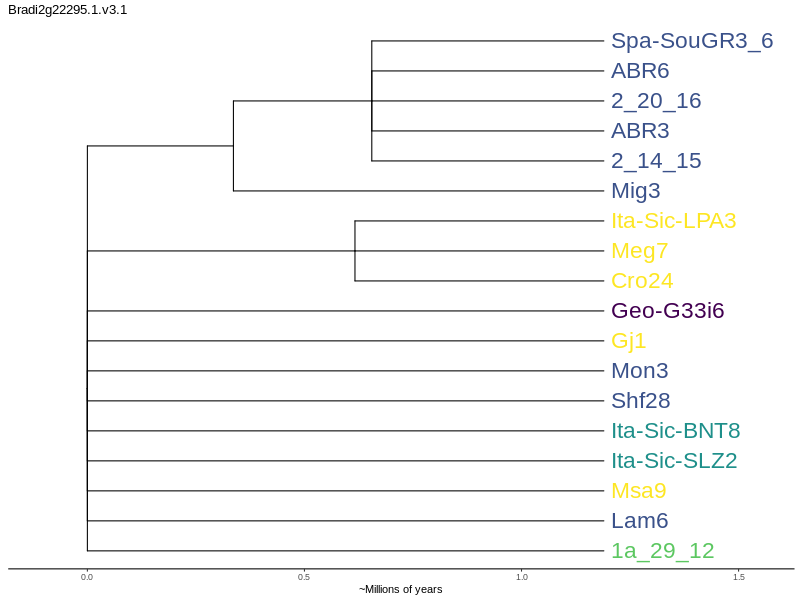 Bradi2g22295.1.v3.1
Spa-SouGR3_6
ABR6
2_20_16
ABR3
2_14_15
Mig3
Ita-Sic-LPA3
Meg7
Cro24
Geo-G33i6
Gj1
Mon3
Shf28
Ita-Sic-BNT8
Ita-Sic-SLZ2
Msa9
Lam6
1a_29_12
0.0 0.5 1.0 1.5
~Millions of years